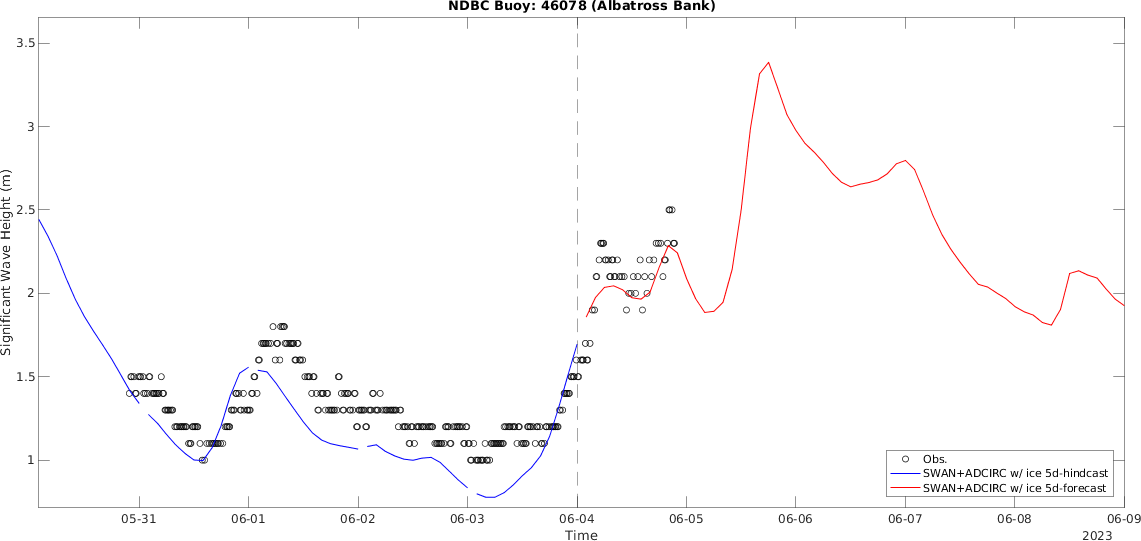 NDBC Buoy: 46078 (Albatross Bank)
3.5
3
2.5
2
1.5
1
Significant Wave Height (m)
Obs.
SWAN+ADCIRC w/ ice 5d-hindcast
SWAN+ADCIRC w/ ice 5d-forecast
05-31 06-01 06-02 06-03 06-04 06-05 06-06 06-07 06-08 06-09
Time
2023